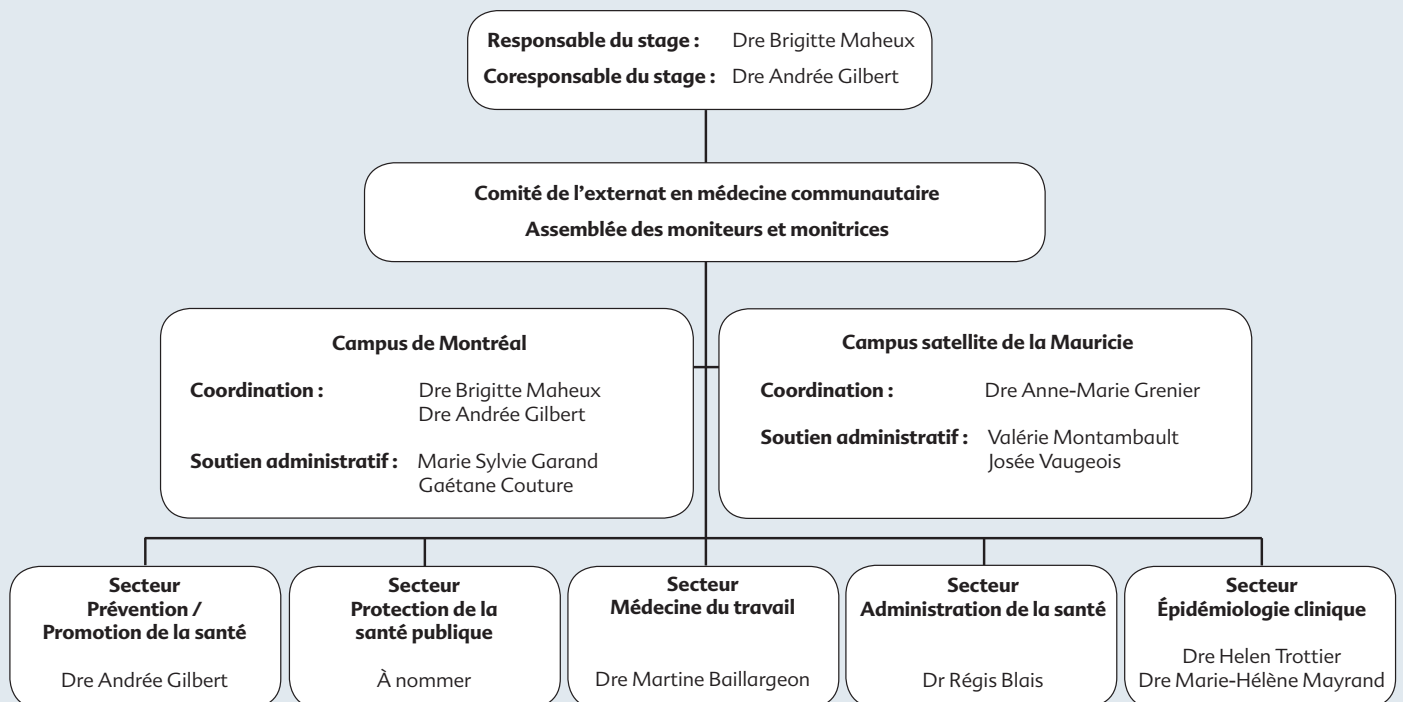 Responsable du stage : Dre Brigitte Maheux
Coresponsable du stage : Dre Andrée Gilbert
Comité de l'externat en médecine communautaire
Assemblée des moniteurs et monitrices
Campus de Montréal
Coordination : Dre Brigitte Maheux
Dre Andrée Gilbert
Soutien administratif : Marie Sylvie Garand
Gaétane Couture
Campus satellite de la Mauricie
Coordination : Dre Anne-Marie Grenier
Soutien administratif : Valérie Montambault
Josée Vaugeois
Secteur
Prévention /
Promotion de la santé
Dre Andrée Gilbert
Secteur
Protection de la
santé publique
À nommer
Secteur
Médecine du travail
Dre Martine Baillargeon
Secteur
Administration de la santé
Dr Régis Blais
Secteur
Épidémiologie clinique
Dre Helen Trottier
Dre Marie-Hélène Mayrand